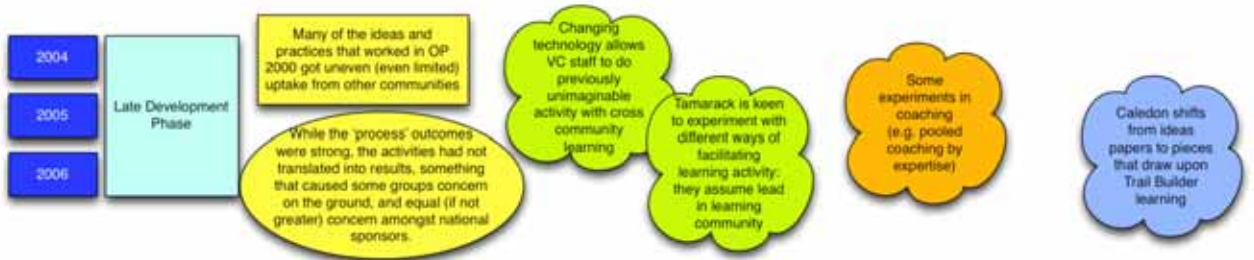 2004
2005
2006
Late Development
Phase
Many of the ideas and
practices that worked in OP
2000 got uneven (even limited)
uptake from other communities
While the 'process' outcomes
were strong, the activities had not
translated into results, something
that caused some groups concern
on the ground, and equal (if not
greater) concern amongst national
sponsors.
Changing
technology allows
VC staff to do
previously
unimaginable
activity with cross
community
learning
Tamarack is keen
to experiment with
different ways of
facilitating
learning activity:
they assume lead
in learning
community
Some
experiments in
coaching
(e.g. pooled
coaching by
expertise)
Caledon shifts
from ideas
papers to pieces
that draw upon
Trail Builder
learning